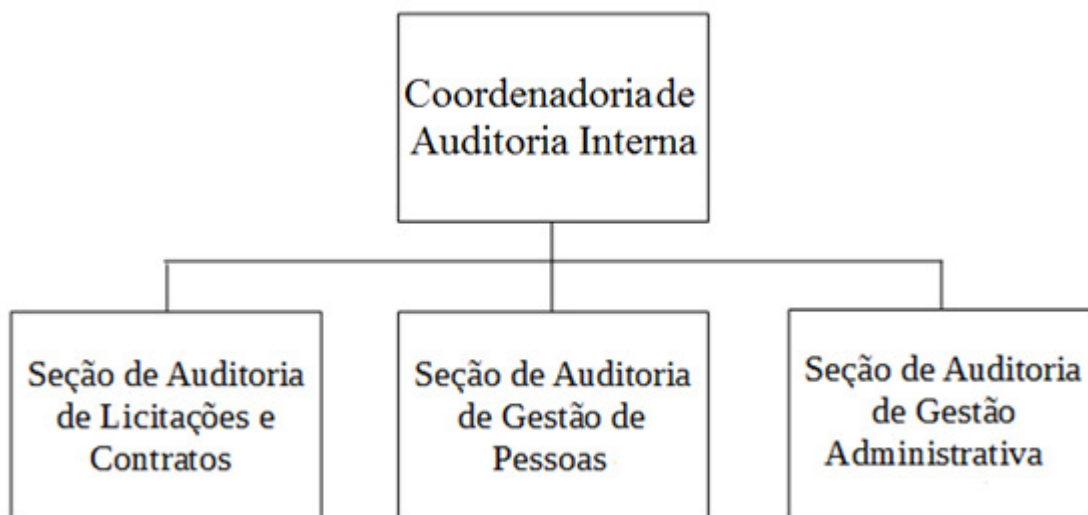 Coordenadoria de
Auditoria Interna
Seção de Auditoria
de Licitações e
Contratos
Seção de Auditoria
de Gestão de
Pessoas
Seção de Auditoria
de Gestão
Administrativa